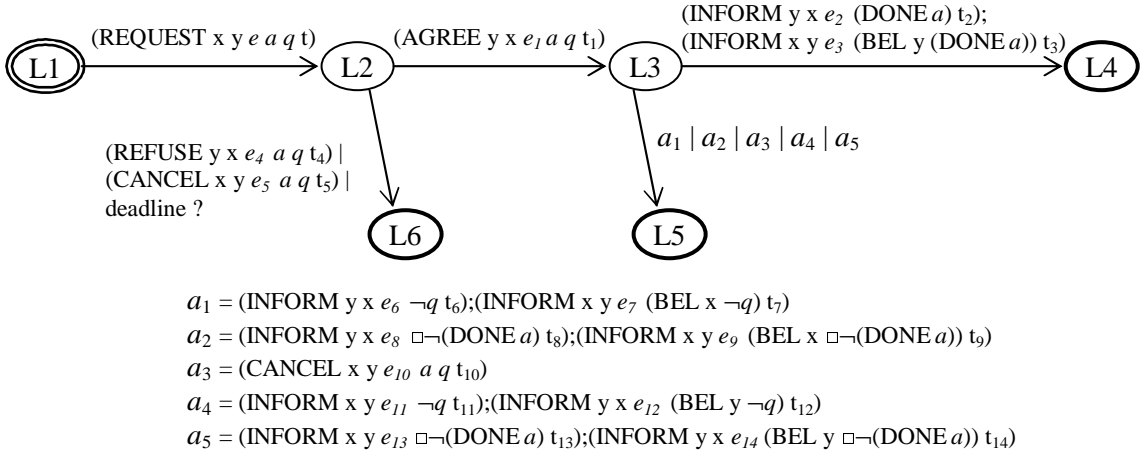 (INFORM y x e₂ (DONE a) t₂);
(REQUEST x y e a q t)
(AGREE y x e₁ a q t₁)
(INFORM x y e₃ (BEL y (DONE a)) t₃)
L1
L2
L3
L4
a₁ | a₂ | a₃ | a₄ | a₅
(REFUSE y x e₄ a q t₄) |
(CANCEL x y e₅ a q t₅) |
deadline ?
L6
L5
a₁ = (INFORM y x e₆ ¬q t₆);(INFORM x y e₇ (BEL x ¬q) t₇)
a₂ = (INFORM y x e₈ □¬(DONE a) t₈);(INFORM x y e₉ (BEL x □¬(DONE a)) t₉)
a₃ = (CANCEL x y e₁₀ a q t₁₀)
a₄ = (INFORM x y e₁₁ ¬q t₁₁);(INFORM y x e₁₂ (BEL y ¬q) t₁₂)
a₅ = (INFORM x y e₁₃ □¬(DONE a) t₁₃);(INFORM y x e₁₄ (BEL y □¬(DONE a)) t₁₄)